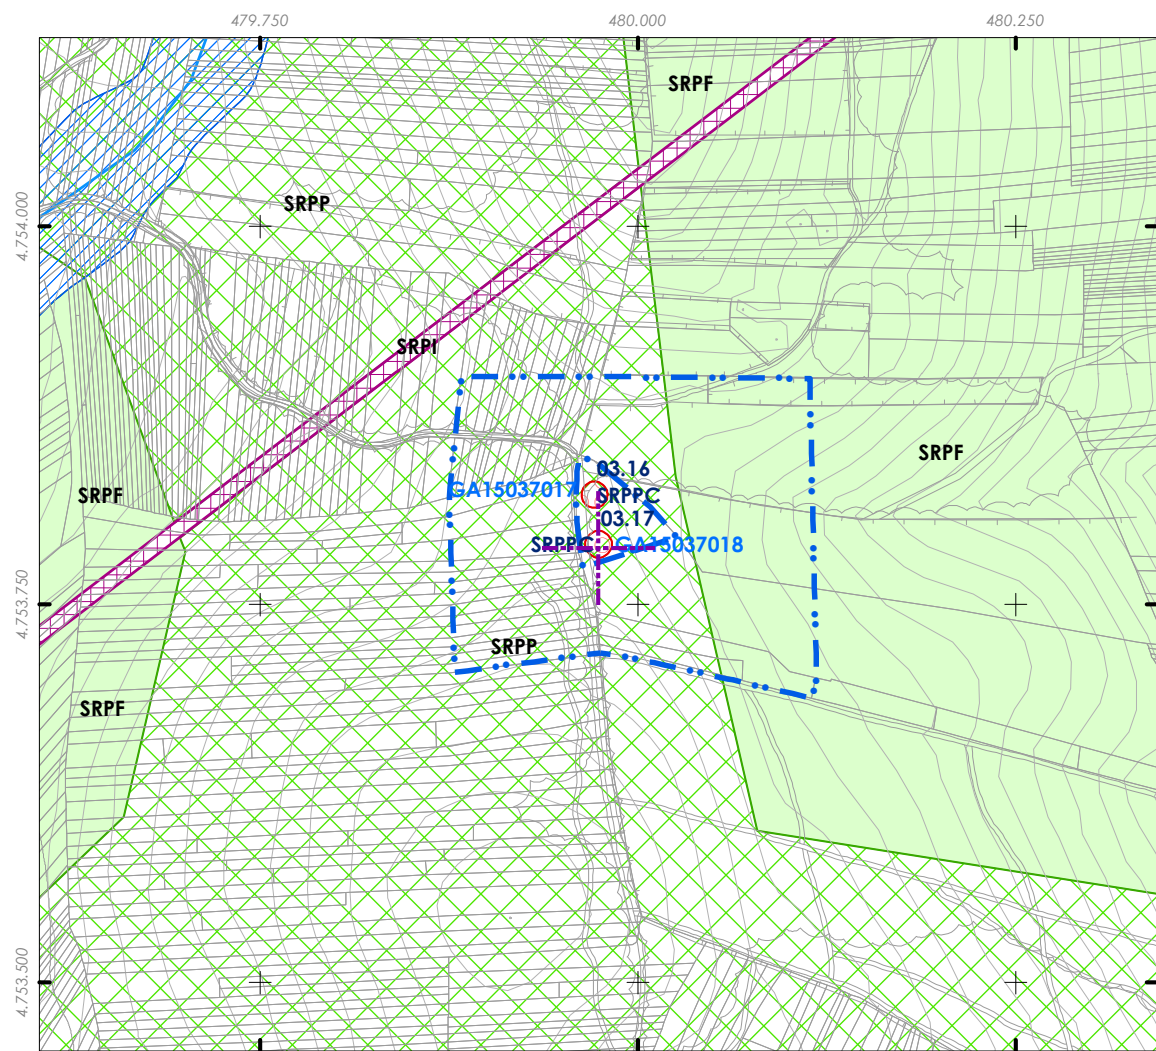 479.750
480.000
480.250
SRPF
4.754.000
SRPP
SRPI
SRPF
03.16
GA15037017
SRPPC
SRPF
03.17
SRPPC
GA15037018
4.753.750
SRPP
SRPF
4.753.500